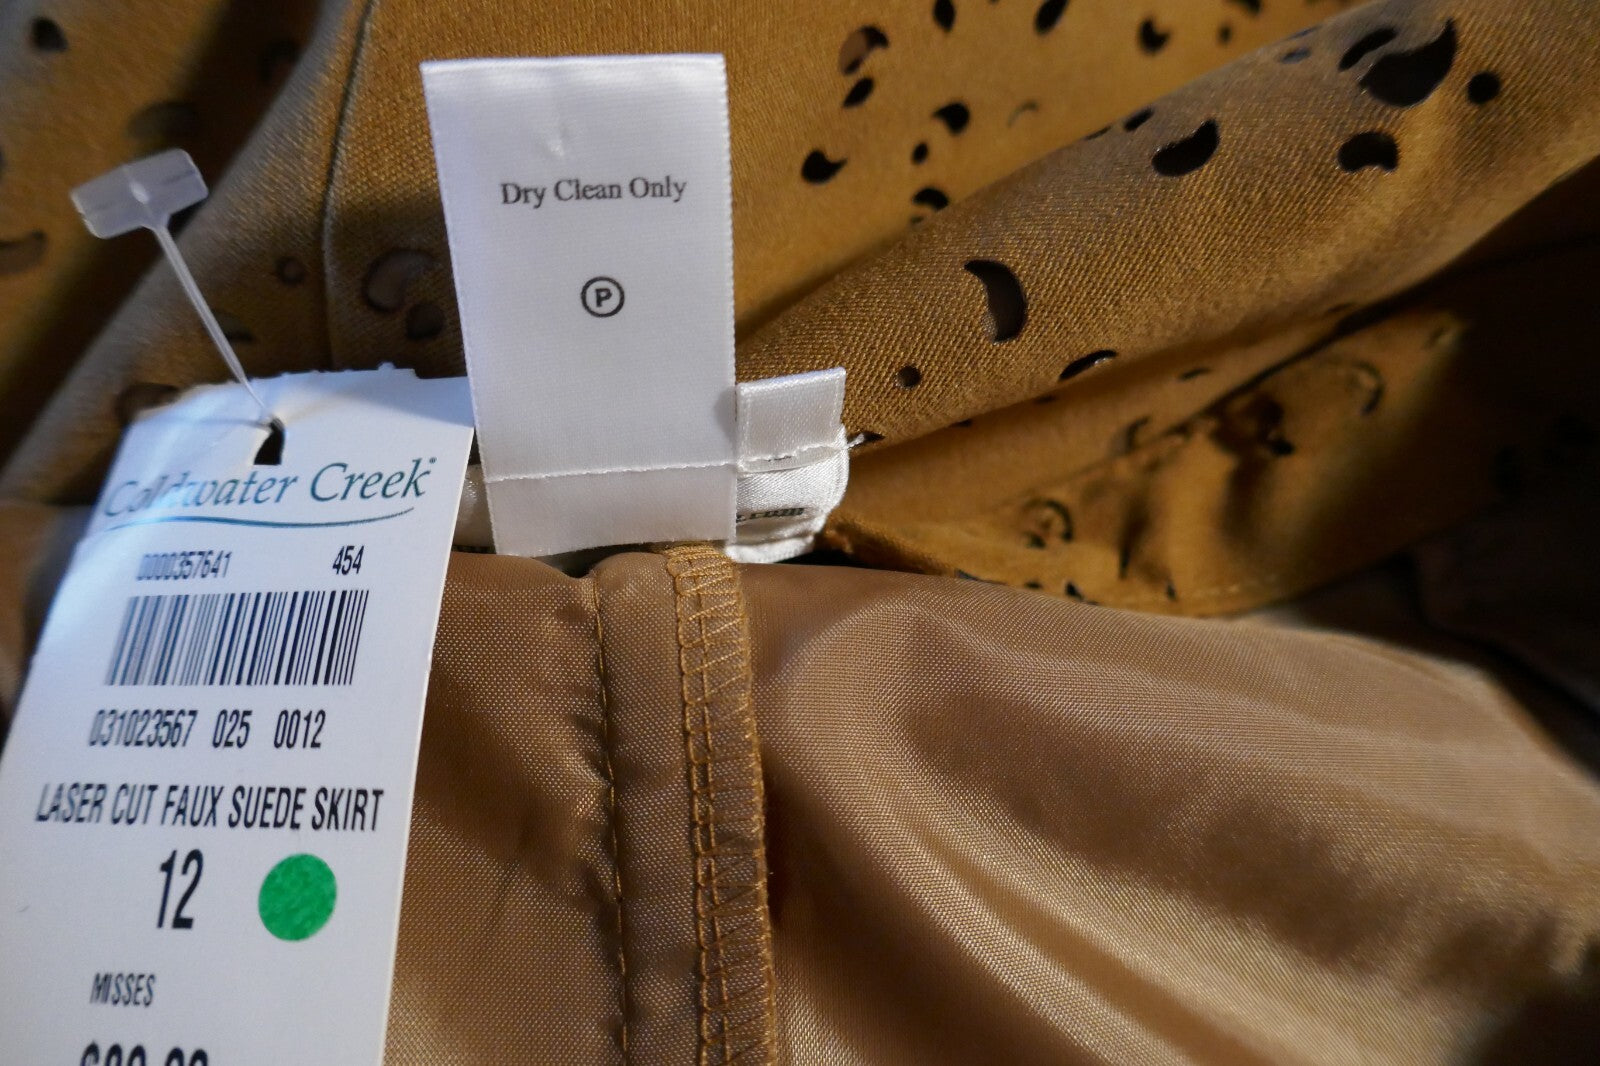 Dry Clean Only
P
Coldwater Creek
0000357641 454
031023567 025 0012
LASER CUT FAUX SUEDE SKIRT
12
MISSES